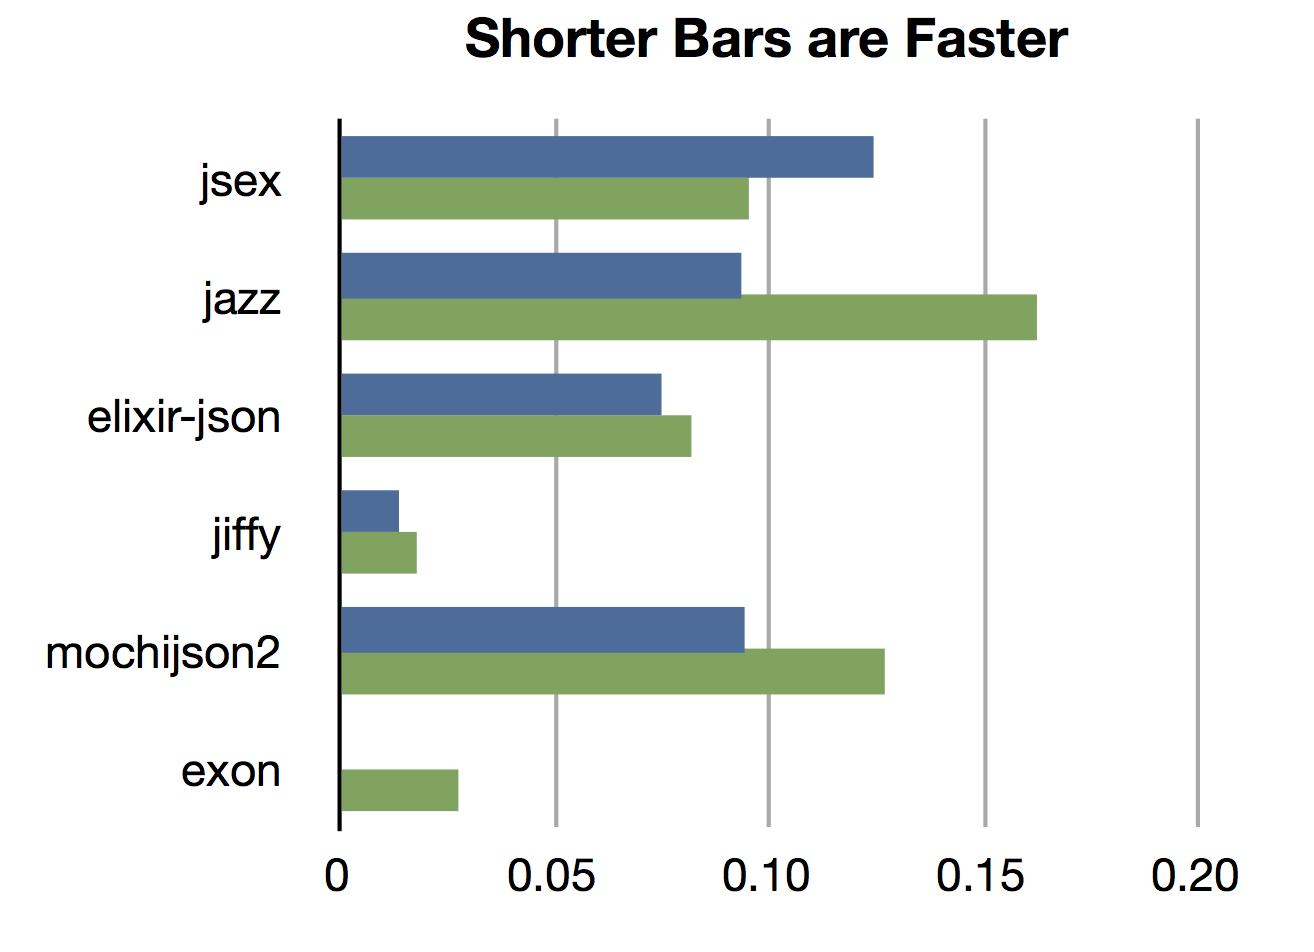 Shorter Bars are Faster
jsex
jazz
elixir-json
jiffy
mochijson2
exon
0 0.05 0.10 0.15 0.20